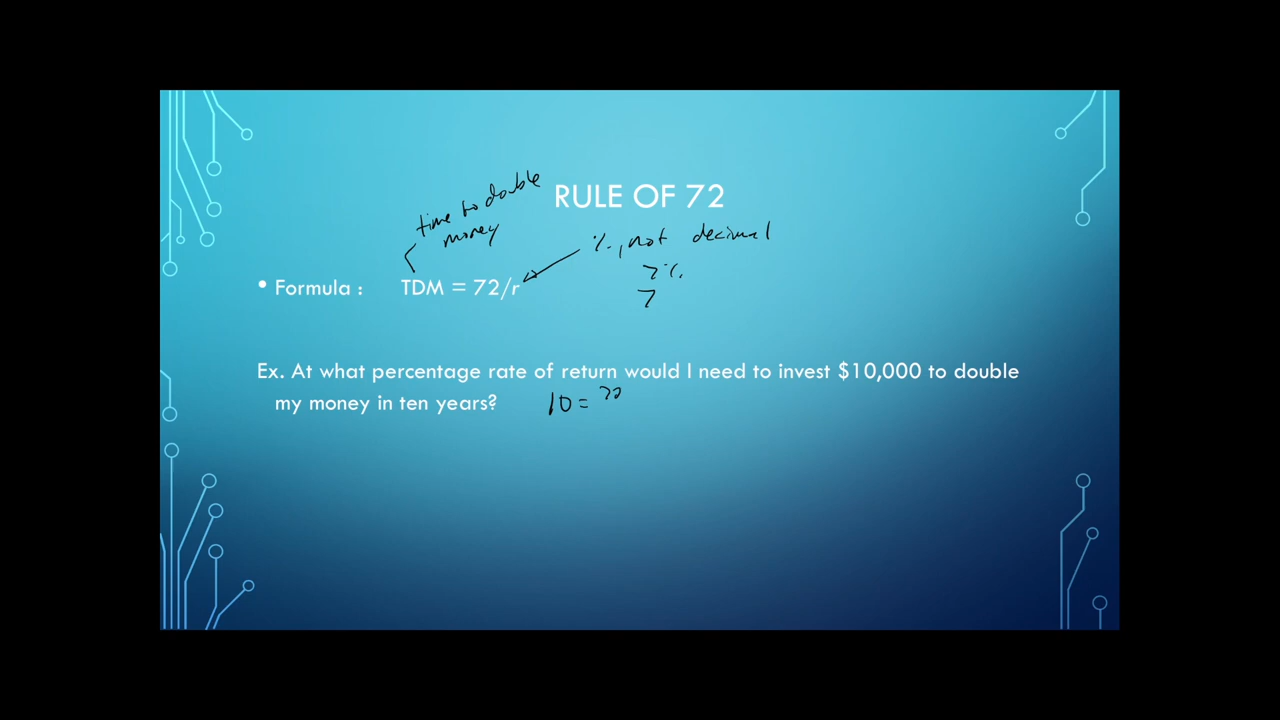 RULE OF 72
time to double
money
%, not decimal
7%
7
• Formula : TDM = 72/r
Ex. At what percentage rate of return would I need to invest $10,000 to double
my money in ten years? 10 = 72